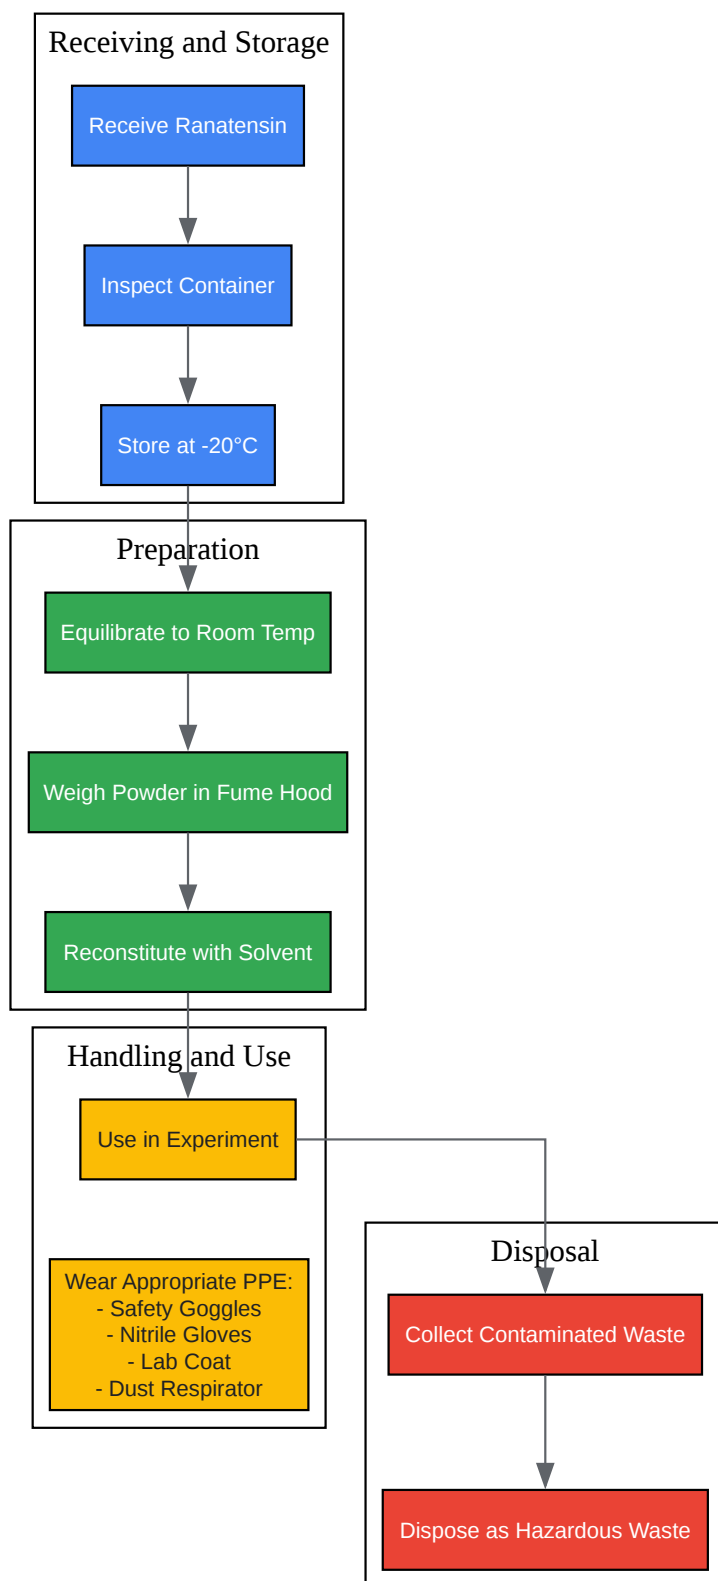 Receiving and Storage
Receive Ranatensin
Inspect Container
Store at -20°C
Preparation
Equilibrate to Room Temp
Weigh Powder in Fume Hood
Reconstitute with Solvent
Handling and Use
Use in Experiment
Wear Appropriate PPE:
- Safety Goggles
- Nitrile Gloves
- Lab Coat
- Dust Respirator
Disposal
Collect Contaminated Waste
Dispose as Hazardous Waste